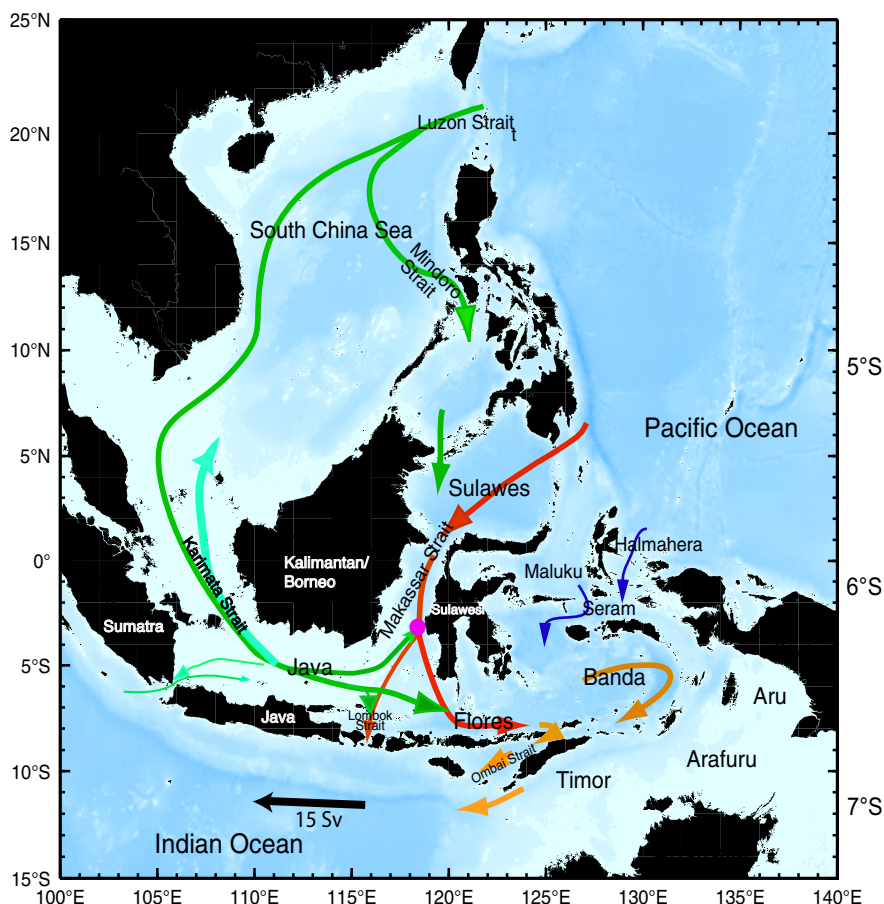 25°N
20°N
15°N
10°N
5°N
0°
5°S
10°S
15°S
100°E
105°E
110°E
115°E
120°E
125°E
130°E
135°E
140°E
5°S
6°S
7°S
Luzon Strait
t
South China Sea
Mindoro
Strait
Pacific Ocean
Sulawes
Makassar Strait
Halmahera
Maluku
Kalimantan/
Borneo
Karimata Strait
Seram
Sulawesi
Sumatra
Java
Banda
Aru
Java
Lombok
Strait
Flores
Ombai Strait
Timor
Arafuru
15 Sv
Indian Ocean